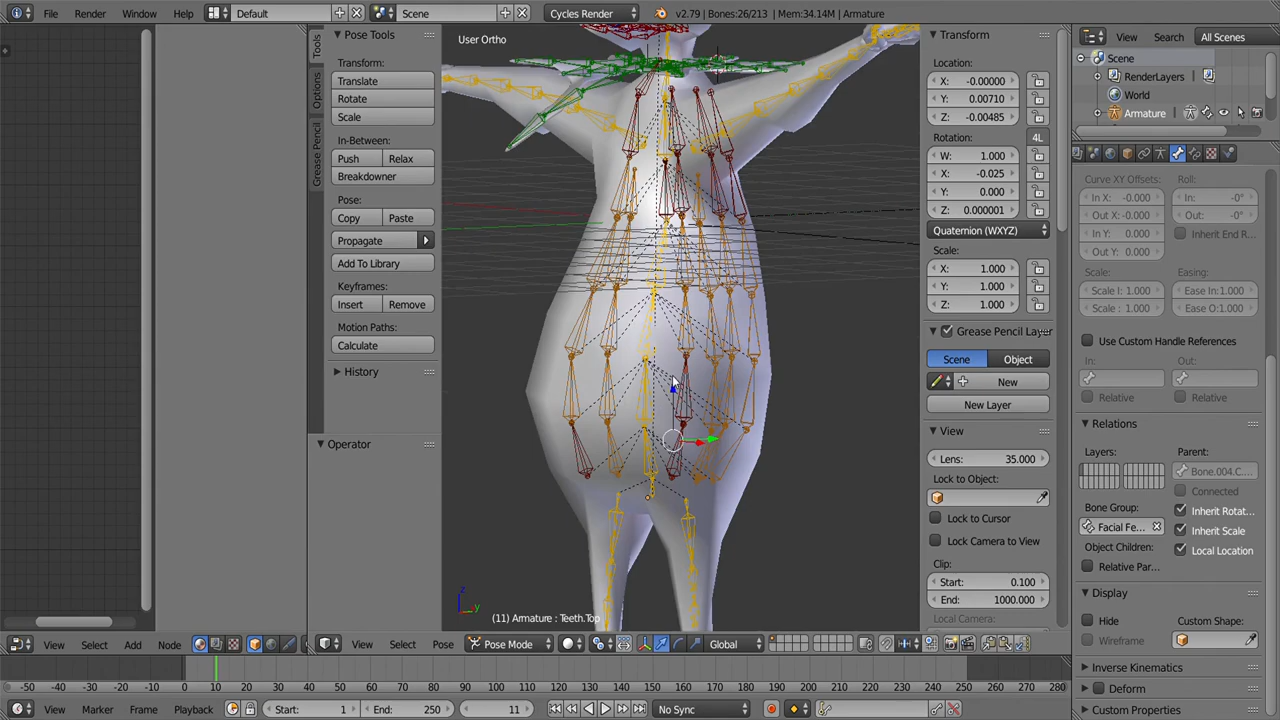 File Render Window Help Default Scene Cycles Render v2.79 | Bones:26/213 | Mem:34.14M | Armature
Tools
Options
Grease Pencil
Pose Tools
Transform:
Translate
Rotate
Scale
In-Between:
Push Relax
Breakdowner
Pose:
Copy Paste
Propagate
Add To Library
Keyframes:
Insert Remove
Motion Paths:
Calculate
History
Operator
User Ortho
z
y
(11) Armature : Teeth.Top
Transform
Location:
X: -0.00000
Y: 0.00710
Z: -0.00485
Rotation: 4L
W: 1.000
X: -0.025
Y: 0.000
Z: 0.000001
Quaternion (WXYZ)
Scale:
X: 1.000
Y: 1.000
Z: 1.000
Grease Pencil Layer
Scene Object
New
New Layer
View
Lens: 35.000
Lock to Object:
Lock to Cursor
Lock Camera to View
Clip:
Start: 0.100
End: 1000.000
Local Camera:
View Search All Scenes
Scene
RenderLayers
World
Armature
Curve XY Offsets: Roll:
In X: -0.000 In: -0°
Out X: -0.000 Out: -0°
In Y: 0.000 Inherit End R...
Out Y: 0.000
Scale: Easing:
Scale I: 1.000 Ease In:1.000
Scale : 1.000 Ease O:1.000
Use Custom Handle References
In: Out:
Relative Relative
Relations
Layers: Parent:
Bone.004.C....
Connected
Bone Group: Inherit Rotat...
Facial Fe... Inherit Scale
Object Children: Local Location
Relative Par...
Display
Hide Custom Shape:
Wireframe
Inverse Kinematics
Deform
Custom Properties
View Select Add Node View Select Pose Pose Mode Global
-50 -40 -30 -20 -10 0 10 20 30 40 50 60 70 80 90 100 110 120 130 140 150 160 170 180 190 200 210 220 230 240 250 260 270 280
View Marker Frame Playback Start: 1 End: 250 11 No Sync